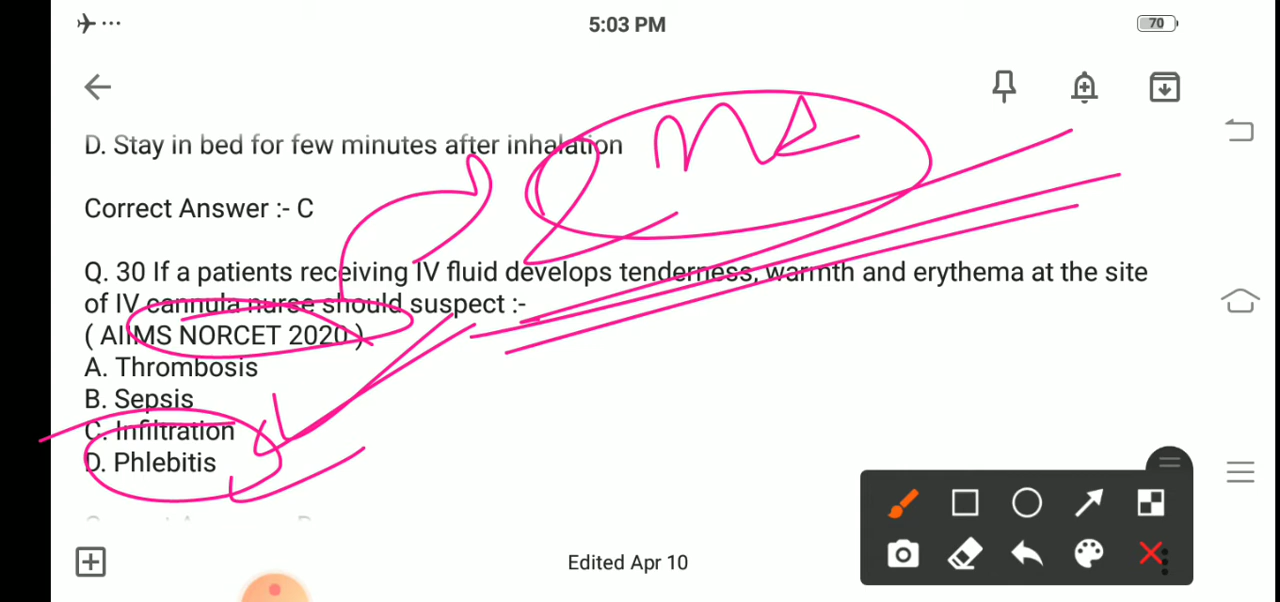 5:03 PM
70
D. Stay in bed for few minutes after inhalation
Correct Answer :- C
Q. 30 If a patients receiving IV fluid develops tenderness, warmth and erythema at the site
of IV cannula nurse should suspect :-
( AIIMS NORCET 2020 )
A. Thrombosis
B. Sepsis
C. Infiltration
D. Phlebitis
Edited Apr 10